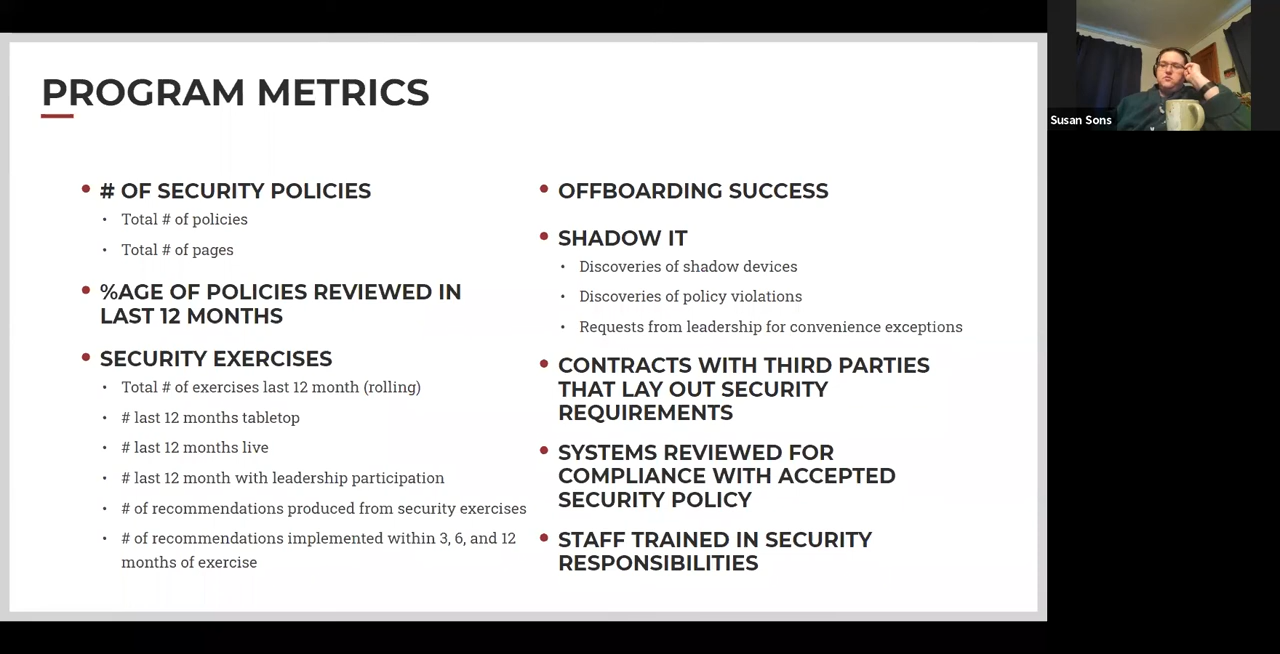 PROGRAM METRICS
# OF SECURITY POLICIES
Total # of policies
Total # of pages
%AGE OF POLICIES REVIEWED IN
LAST 12 MONTHS
SECURITY EXERCISES
Total # of exercises last 12 month (rolling)
# last 12 months tabletop
# last 12 months live
# last 12 month with leadership participation
# of recommendations produced from security exercises
# of recommendations implemented within 3, 6, and 12
months of exercise
OFFBOARDING SUCCESS
SHADOW IT
Discoveries of shadow devices
Discoveries of policy violations
Requests from leadership for convenience exceptions
CONTRACTS WITH THIRD PARTIES
THAT LAY OUT SECURITY
REQUIREMENTS
SYSTEMS REVIEWED FOR
COMPLIANCE WITH ACCEPTED
SECURITY POLICY
STAFF TRAINED IN SECURITY
RESPONSIBILITIES
Susan Sons